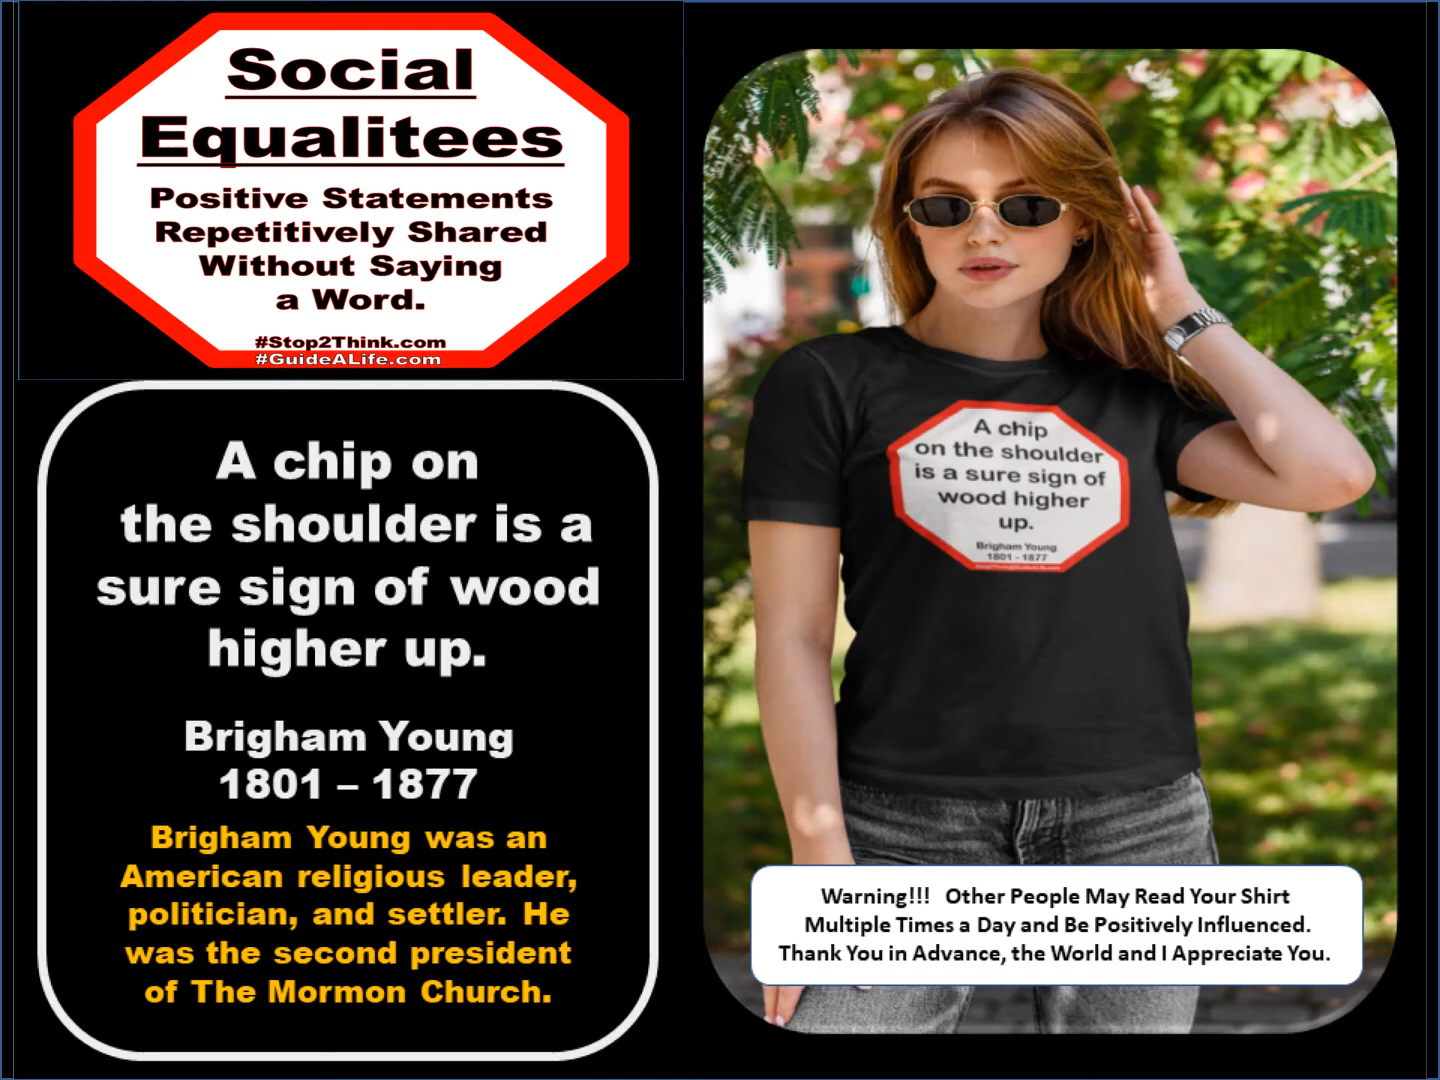 Social
Equalitees
Positive Statements
Repetitively Shared
Without Saying
a Word.
#Stop2Think.com
#GuideALife.com
A chip on
the shoulder is a
sure sign of wood
higher up.
Brigham Young
1801 – 1877
Brigham Young was an
American religious leader,
politician, and settler. He
was the second president
of The Mormon Church.
A chip
on the shoulder
is a sure sign of
wood higher
up.
Brigham Young
1801 - 1877
Warning!!! Other People May Read Your Shirt
Multiple Times a Day and Be Positively Influenced.
Thank You in Advance, the World and I Appreciate You.